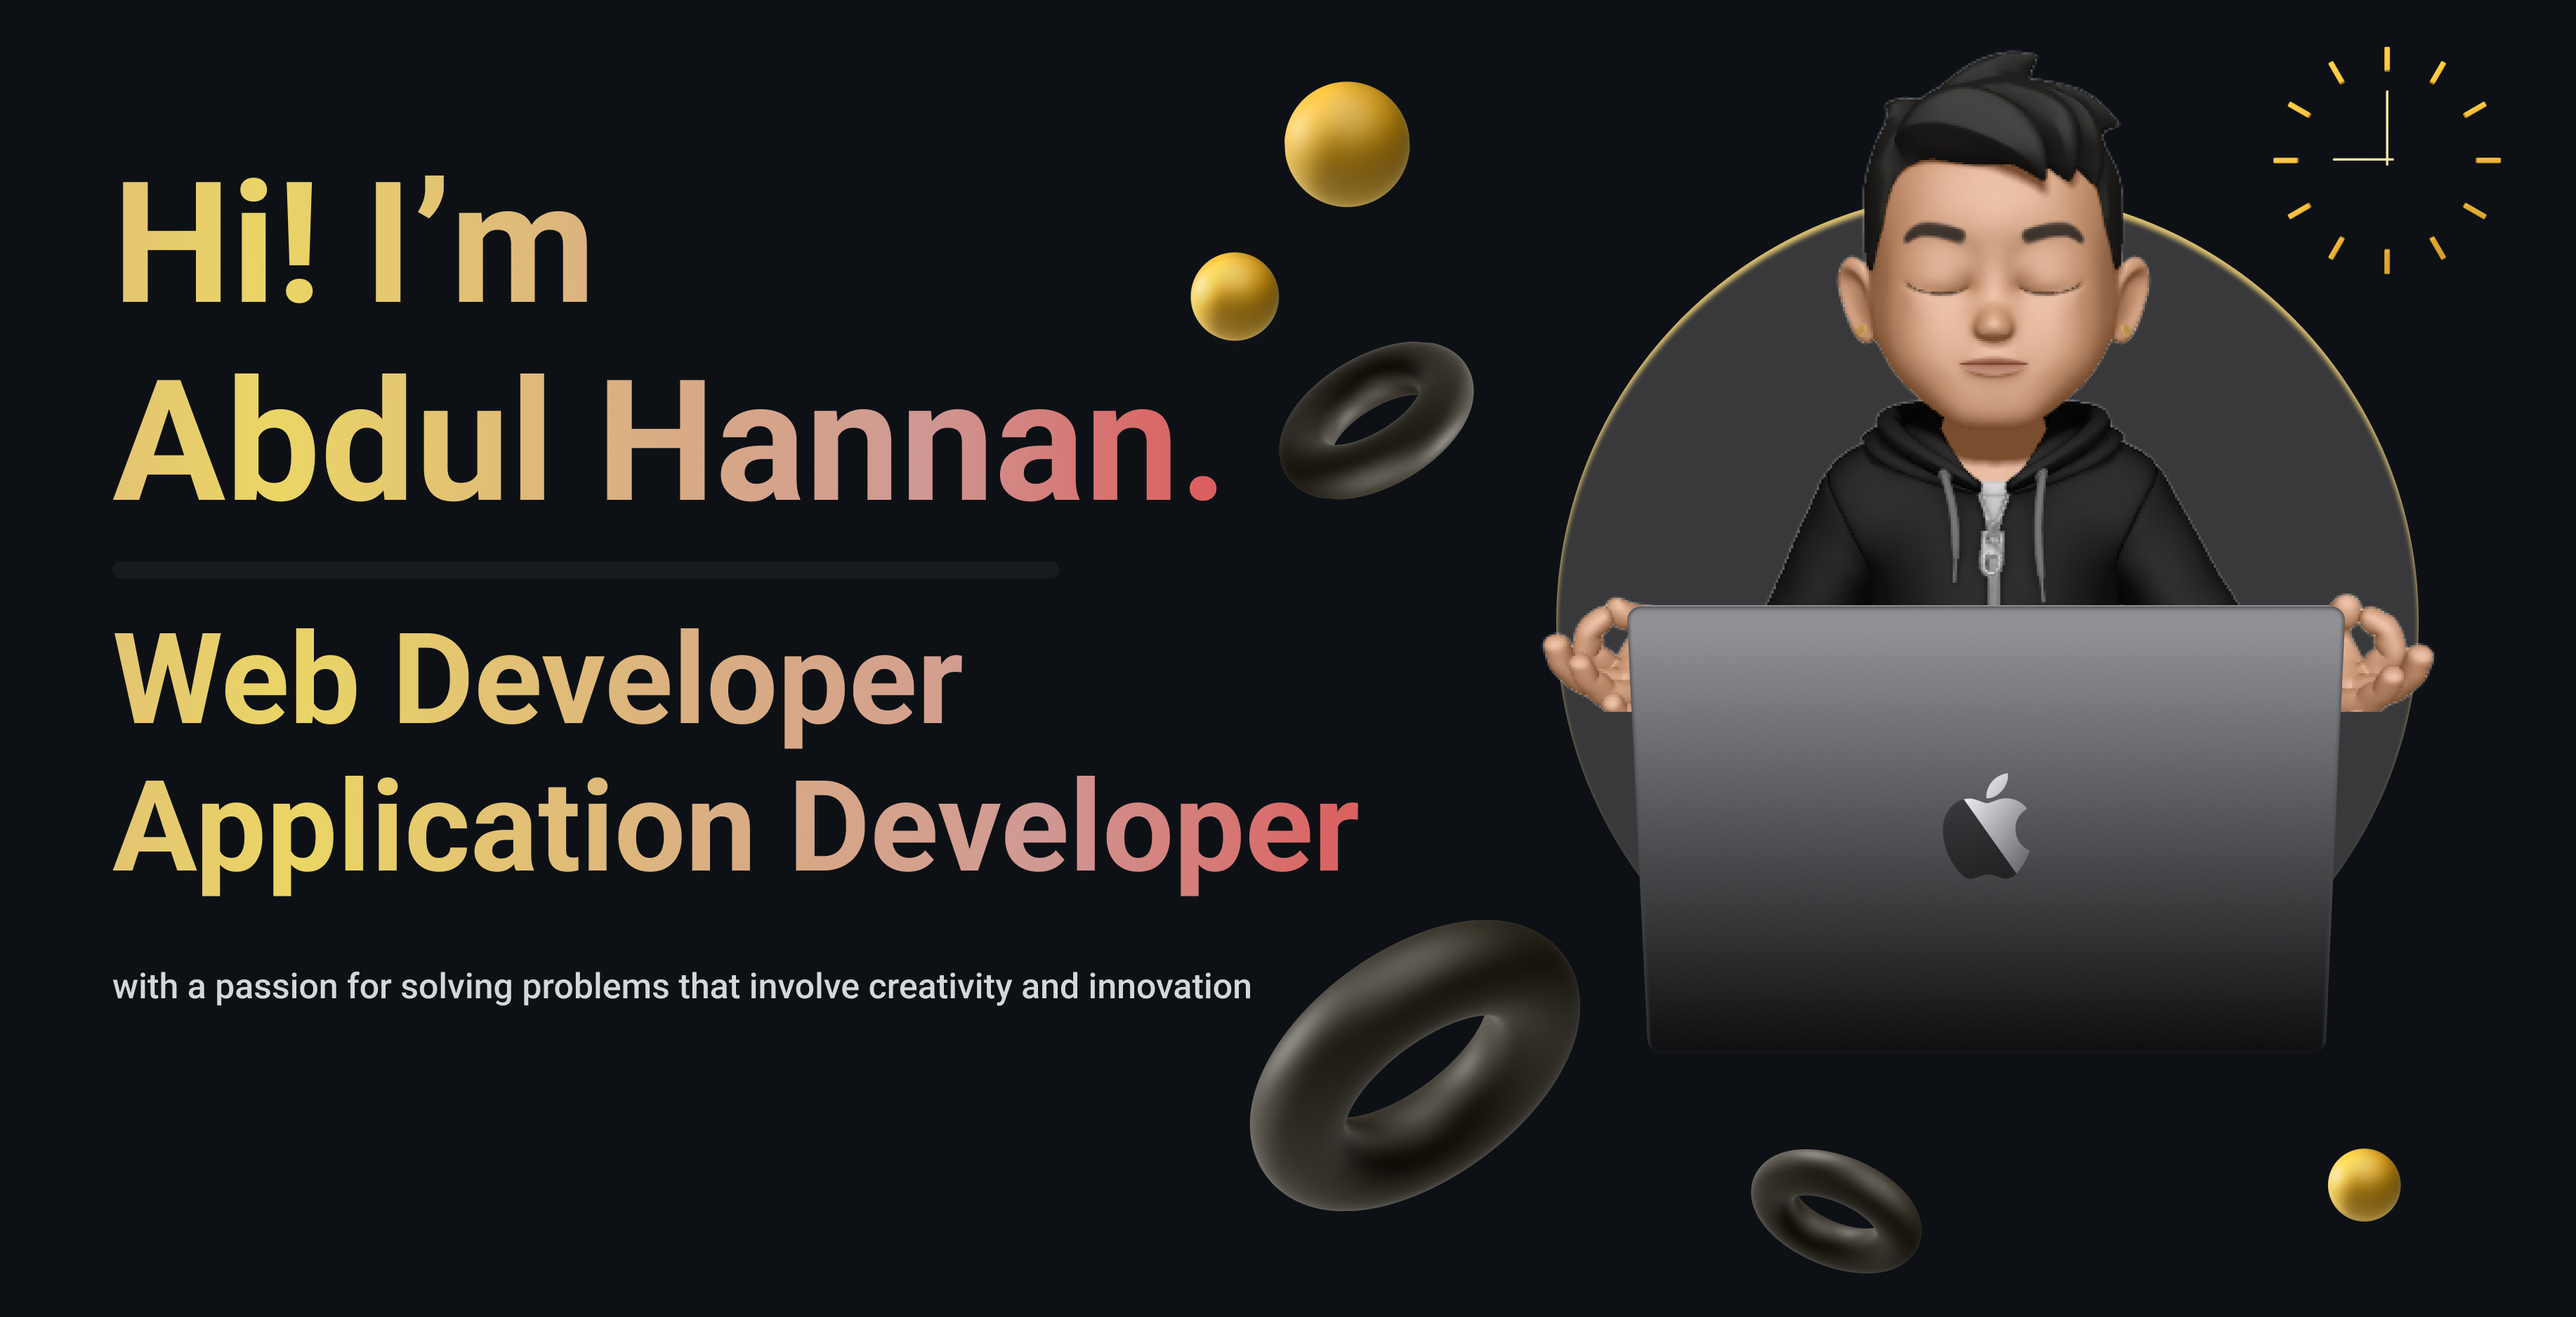 Hi! I’m
Abdul Hannan.
Web Developer
Application Developer
with a passion for solving problems that involve creativity and innovation